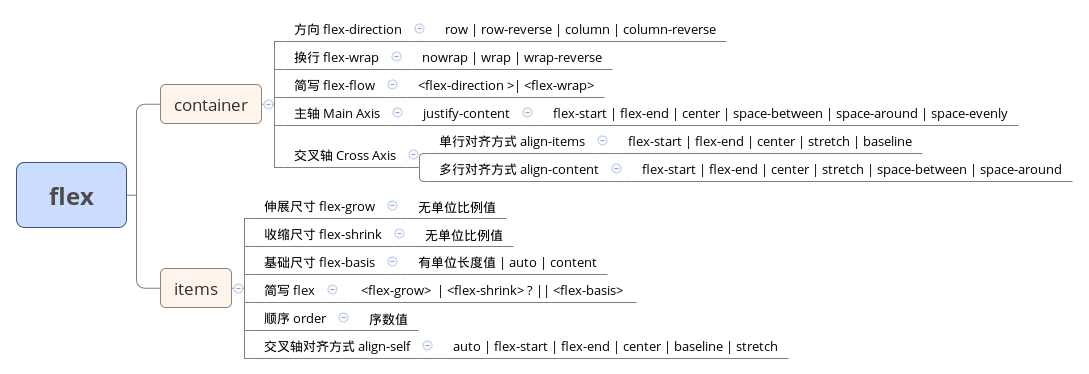 flex
container
方向 flex-direction
row | row-reverse | column | column-reverse
换行 flex-wrap
nowrap | wrap | wrap-reverse
简写 flex-flow
<flex-direction >| <flex-wrap>
主轴 Main Axis
justify-content
flex-start | flex-end | center | space-between | space-around | space-evenly
交叉轴 Cross Axis
单行对齐方式 align-items
flex-start | flex-end | center | stretch | baseline
多行对齐方式 align-content
flex-start | flex-end | center | stretch | space-between | space-around
items
伸展尺寸 flex-grow
无单位比例值
收缩尺寸 flex-shrink
无单位比例值
基础尺寸 flex-basis
有单位长度值 | auto | content
简写 flex
<flex-grow> | <flex-shrink> ? || <flex-basis>
顺序 order
序数值
交叉轴对齐方式 align-self
auto | flex-start | flex-end | center | baseline | stretch